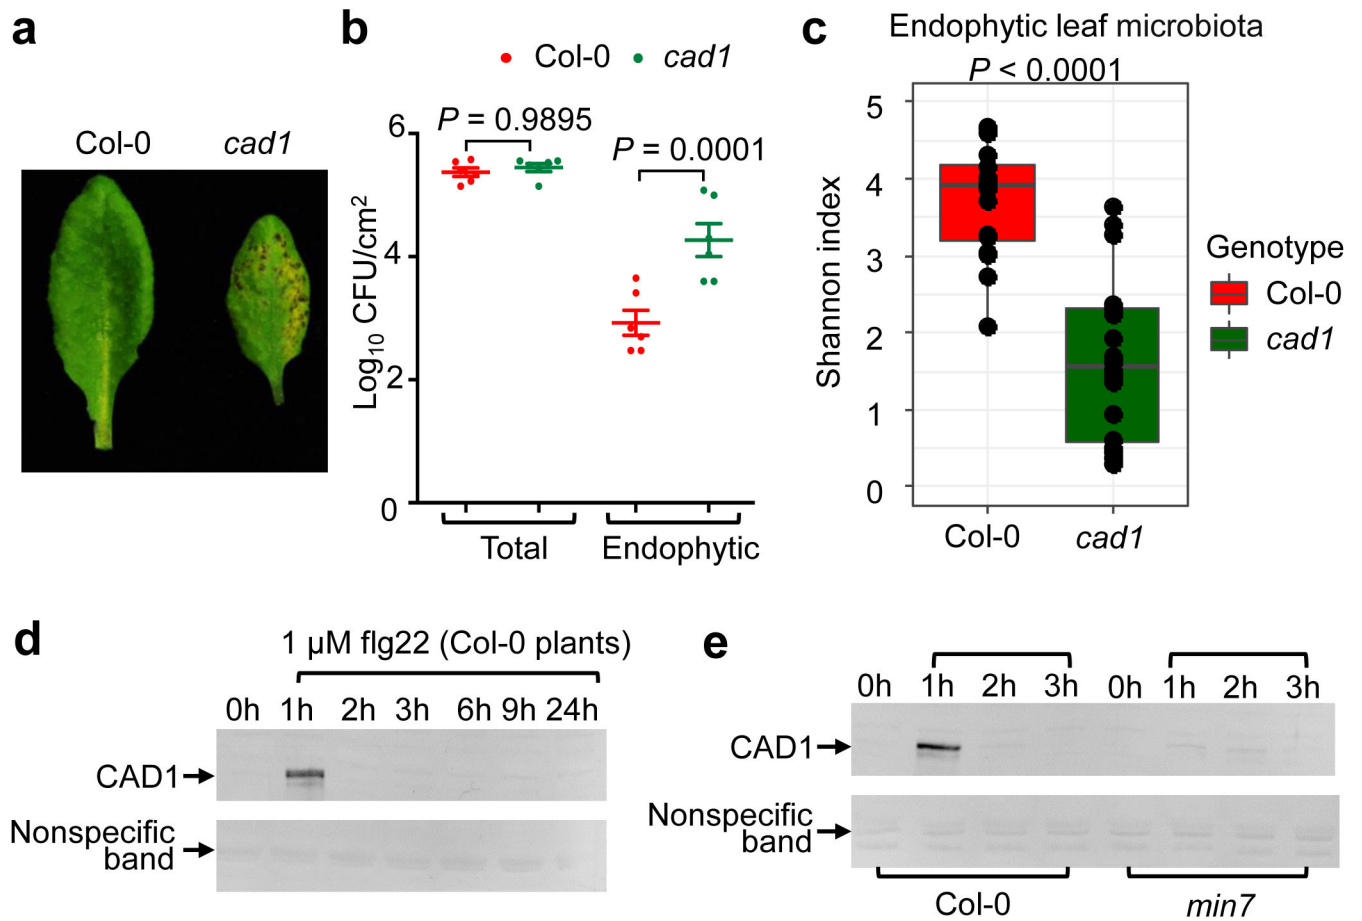 a
Col-0 cad1
b
Col-0 cad1
P = 0.9895
P = 0.0001
Log10 CFU/cm2
6
4
2
0
Total Endophytic
c
Endophytic leaf microbiota
P < 0.0001
Shannon index
5
4
3
2
1
0
Col-0 cad1
Genotype
Col-0
cad1
d
1 µM flg22 (Col-0 plants)
0h 1h 2h 3h 6h 9h 24h
CAD1
Nonspecific
band
e
0h 1h 2h 3h 0h 1h 2h 3h
CAD1
Nonspecific
band
Col-0 min7